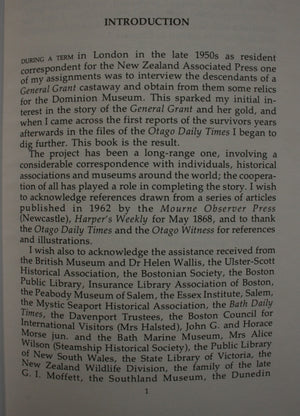 INTRODUCTION
DURING A TERM in London in the late 1950s as resident
correspondent for the New Zealand Associated Press one
of my assignments was to interview the descendants of a
General Grant castaway and obtain from them some relics
for the Dominion Museum. This sparked my initial in-
terest in the story of the General Grant and her gold, and
when I came across the first reports of the survivors years
afterwards in the files of the Otago Daily Times I began to
dig further. This book is the result.
The project has been a long-range one, involving a
considerable correspondence with individuals, historical
associations and museums around the world; the coopera-
tion of all has played a role in completing the story. I wish
to acknowledge references drawn from a series of articles
published in 1962 by the Mourne Observer Press
(Newcastle), Harper's Weekly for May 1868, and to thank
the Otago Daily Times and the Otago Witness for references
and illustrations.
I wish also to acknowledge the assistance received from
the British Museum and Dr Helen Wallis, the Ulster-Scott
Historical Association, the Bostonian Society, the Boston
Public Library, Insurance Library Association of Boston,
the Peabody Museum of Salem, the Essex Institute, Salem,
the Mystic Seaport Historical Association, the Bath Daily
Times, the Davenport Trustees, the Boston Council for
International Visitors (Mrs Halsted), John G. and Horace
Morse jun. and the Bath Marine Museum, Mrs Alice
Wilson (Steamship Historical Society), the Public Library
of New South Wales, the State Library of Victoria, the
New Zealand Wildlife Division, the family of the late
G. I. Moffett, the Southland Museum, the Dunedin
1